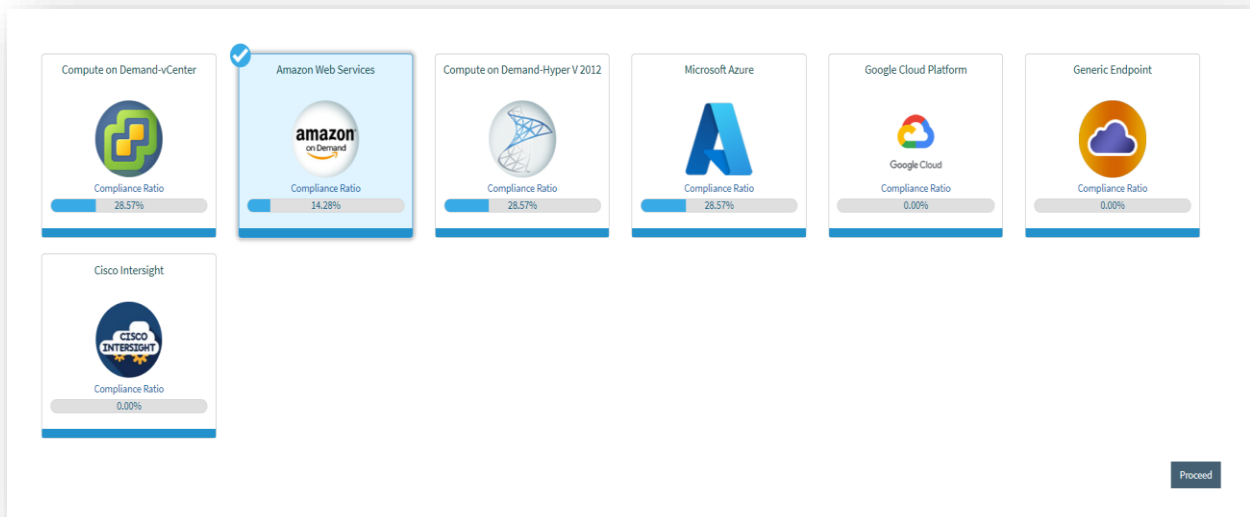 Compute on Demand-vCenter
Amazon Web Services
Compute on Demand-Hyper V 2012
Microsoft Azure
Google Cloud Platform
Generic Endpoint
amazon
on Demand
Google Cloud
Compliance Ratio
Compliance Ratio
Compliance Ratio
Compliance Ratio
Compliance Ratio
Compliance Ratio
28.57%
14.28%
28.57%
28.57%
0.00%
0.00%
Cisco Intersight
CISCO
INTERSIGHT
Compliance Ratio
0.00%
Proceed